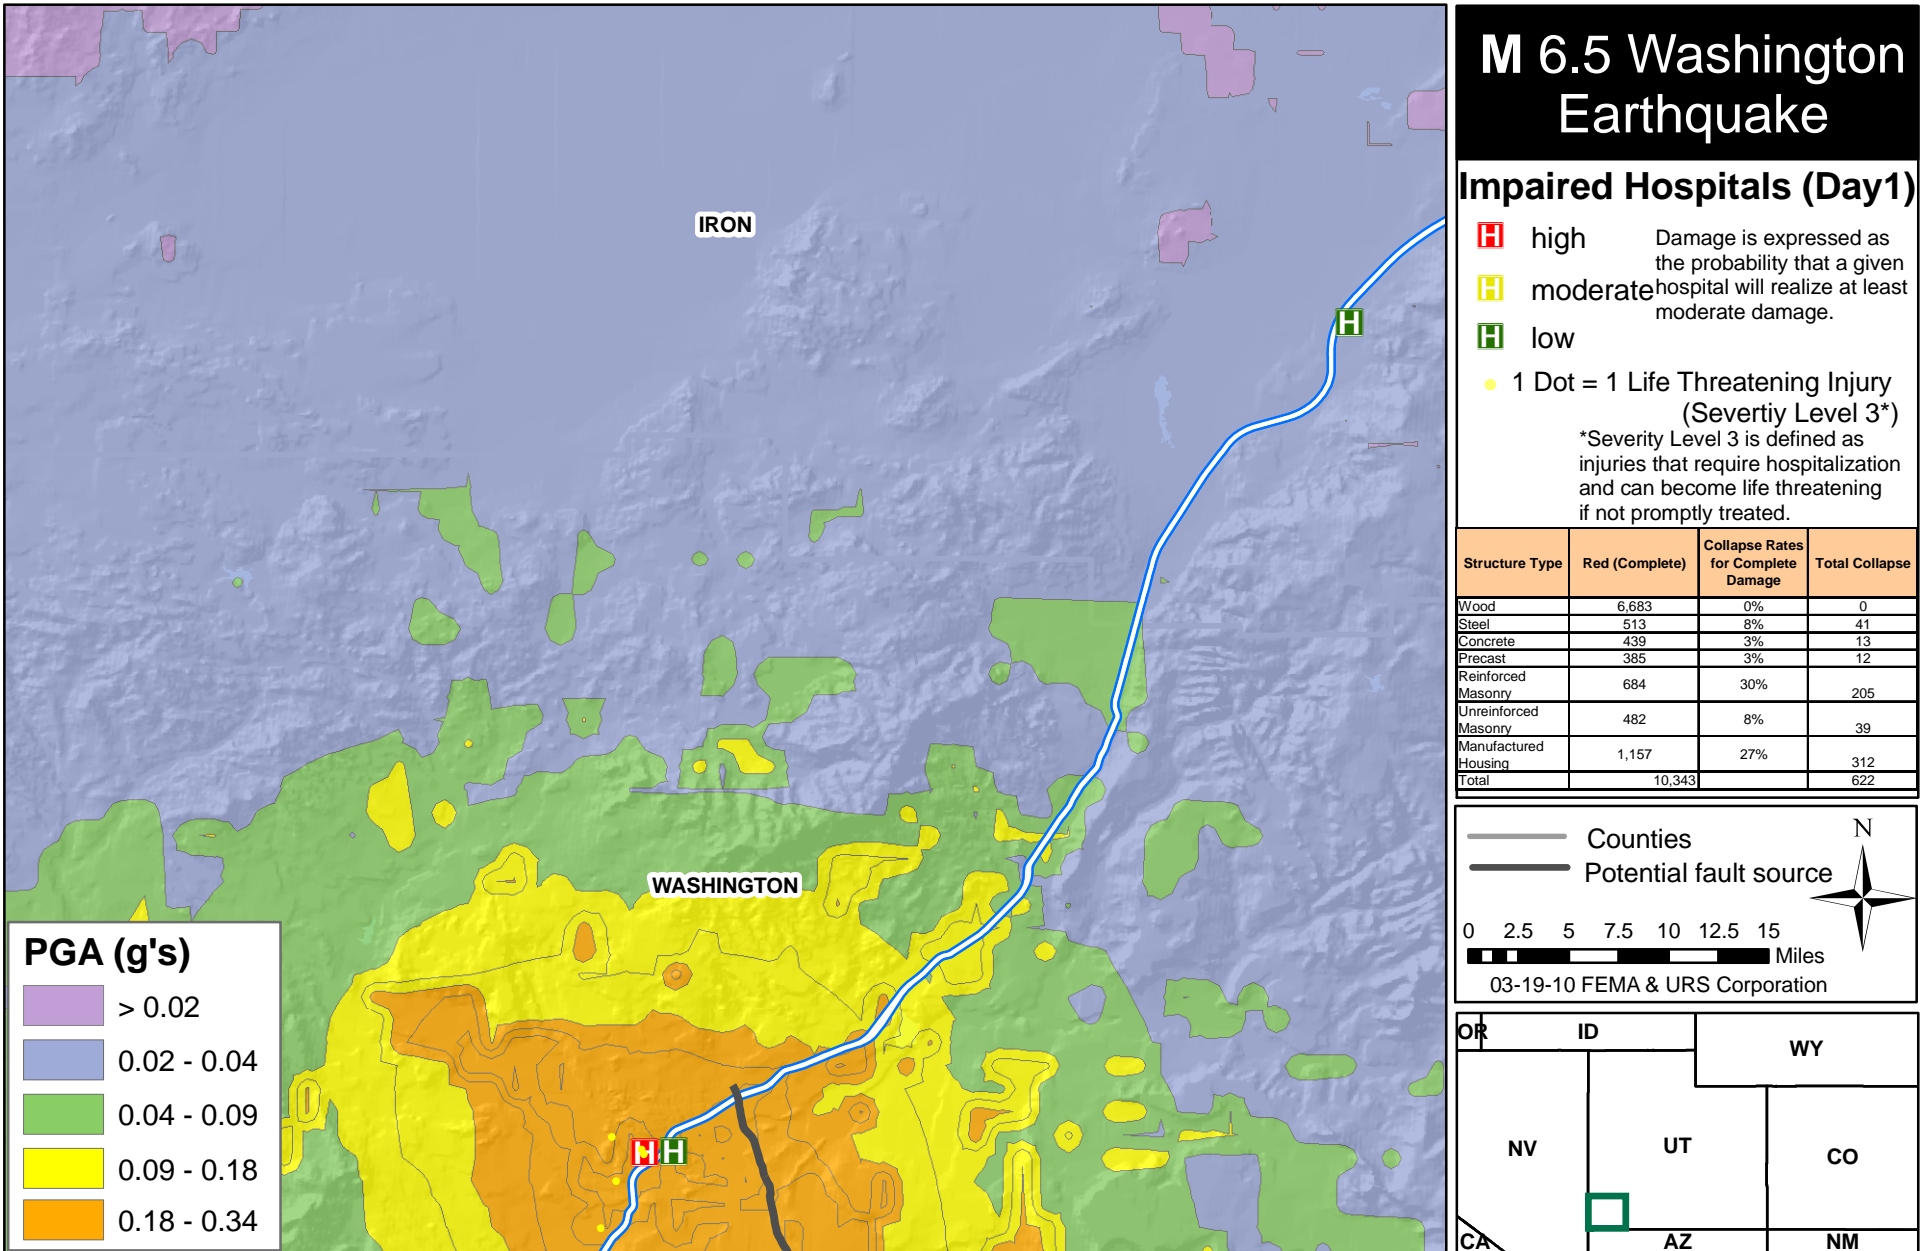 M 6.5 Washington
Earthquake
Impaired Hospitals (Day1)
H high
H moderate
H low
Damage is expressed as
the probability that a given
hospital will realize at least
moderate damage.
1 Dot = 1 Life Threatening Injury
(Severtiy Level 3*)
*Severity Level 3 is defined as
injuries that require hospitalization
and can become life threatening
if not promptly treated.
Structure Type Red (Complete) Collapse Rates for Complete Damage Total Collapse
Wood 6,683 0% 0
Steel 513 8% 41
Concrete 439 3% 13
Precast 385 3% 12
Reinforced Masonry 684 30% 205
Unreinforced Masonry 482 8% 39
Manufactured Housing 1,157 27% 312
Total 10,343 622
Counties
Potential fault source
N
0 2.5 5 7.5 10 12.5 15
Miles
03-19-10 FEMA & URS Corporation
OR ID WY
NV UT CO
CA AZ NM
IRON
H
WASHINGTON
H H
PGA (g's)
> 0.02
0.02 - 0.04
0.04 - 0.09
0.09 - 0.18
0.18 - 0.34